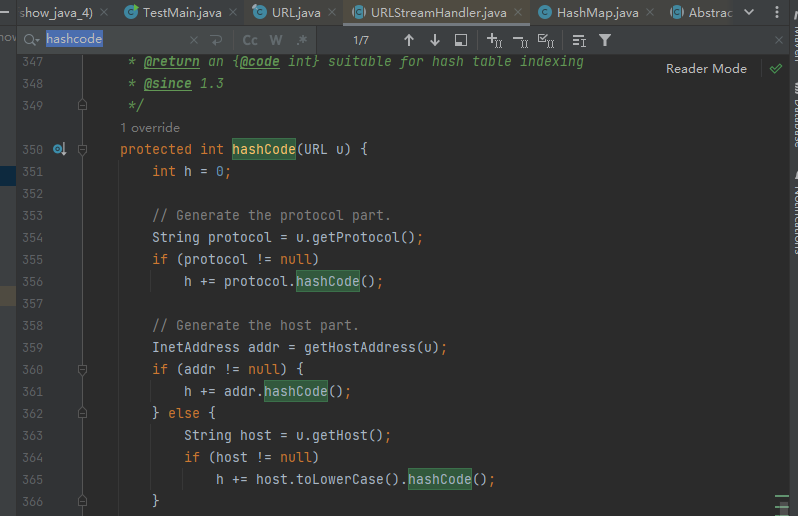 show_java_4) TestMain.java URL.java URLStreamHandler.java HashMap.java Abstrac
hashcode Cc W .* 1/7
Reader Mode
347 * @return an {@code int} suitable for hash table indexing
348 * @since 1.3
349 */
1 override
350 protected int hashCode(URL u) {
351 int h = 0;
352
353 // Generate the protocol part.
354 String protocol = u.getProtocol();
355 if (protocol != null)
356 h += protocol.hashCode();
357
358 // Generate the host part.
359 InetAddress addr = getHostAddress(u);
360 if (addr != null) {
361 h += addr.hashCode();
362 } else {
363 String host = u.getHost();
364 if (host != null)
365 h += host.toLowerCase().hashCode();
366 }
Database
Notifications